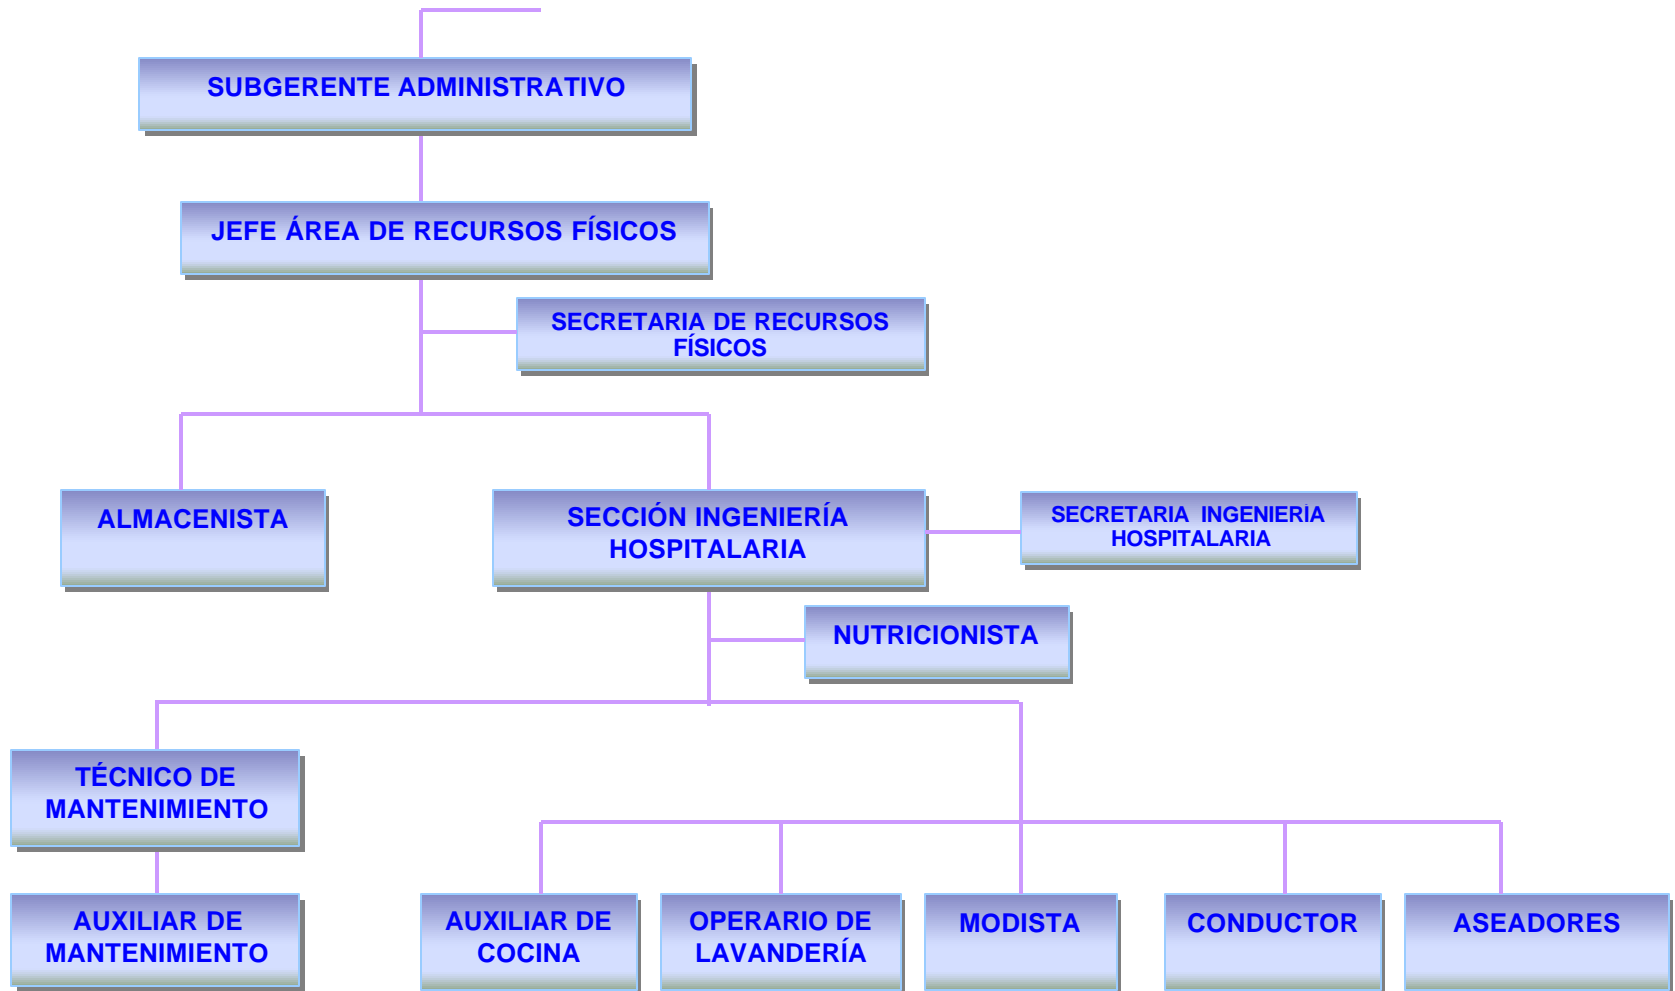 SUBGERENTE ADMINISTRATIVO
JEFE ÁREA DE RECURSOS FÍSICOS
SECRETARIA DE RECURSOS
FÍSICOS
ALMACENISTA
SECCIÓN INGENIERÍA
HOSPITALARIA
SECRETARIA INGENIERÍA
HOSPITALARIA
NUTRICIONISTA
TÉCNICO DE
MANTENIMIENTO
AUXILIAR DE
MANTENIMIENTO
AUXILIAR DE
COCINA
OPERARIO DE
LAVANDERÍA
MODISTA
CONDUCTOR
ASEADORES